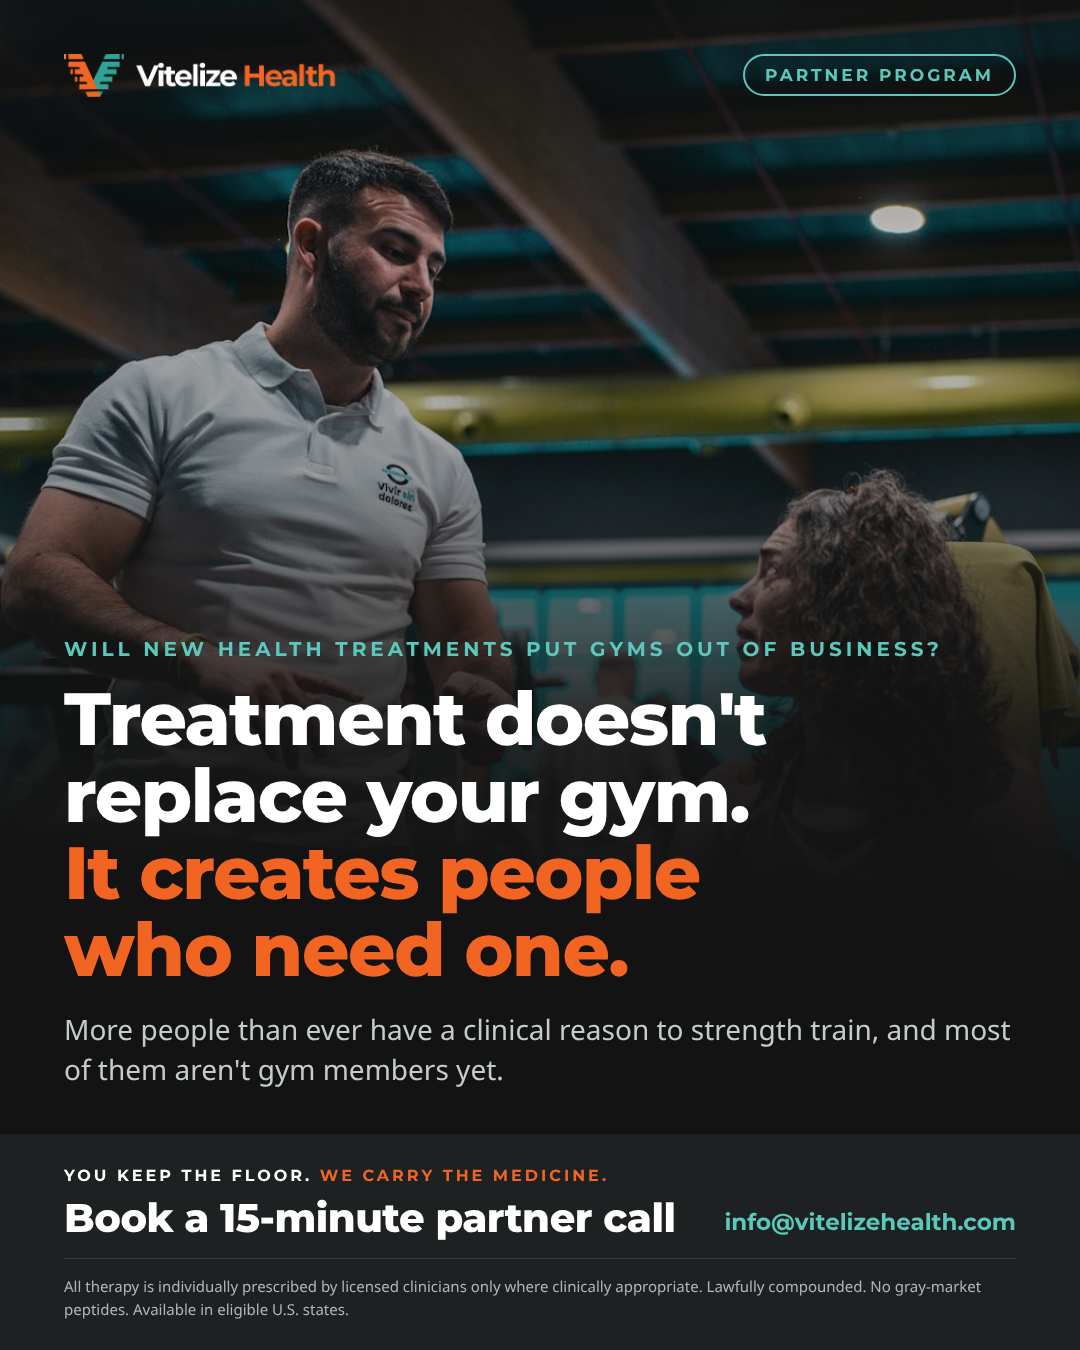 Vitelize Health
PARTNER PROGRAM
Vivir sin
dolores
WILL NEW HEALTH TREATMENTS PUT GYMS OUT OF BUSINESS?
Treatment doesn't
replace your gym.
It creates people
who need one.
More people than ever have a clinical reason to strength train, and most
of them aren't gym members yet.
YOU KEEP THE FLOOR. WE CARRY THE MEDICINE.
Book a 15-minute partner call
info@vitelizehealth.com
All therapy is individually prescribed by licensed clinicians only where clinically appropriate. Lawfully compounded. No gray-market
peptides. Available in eligible U.S. states.